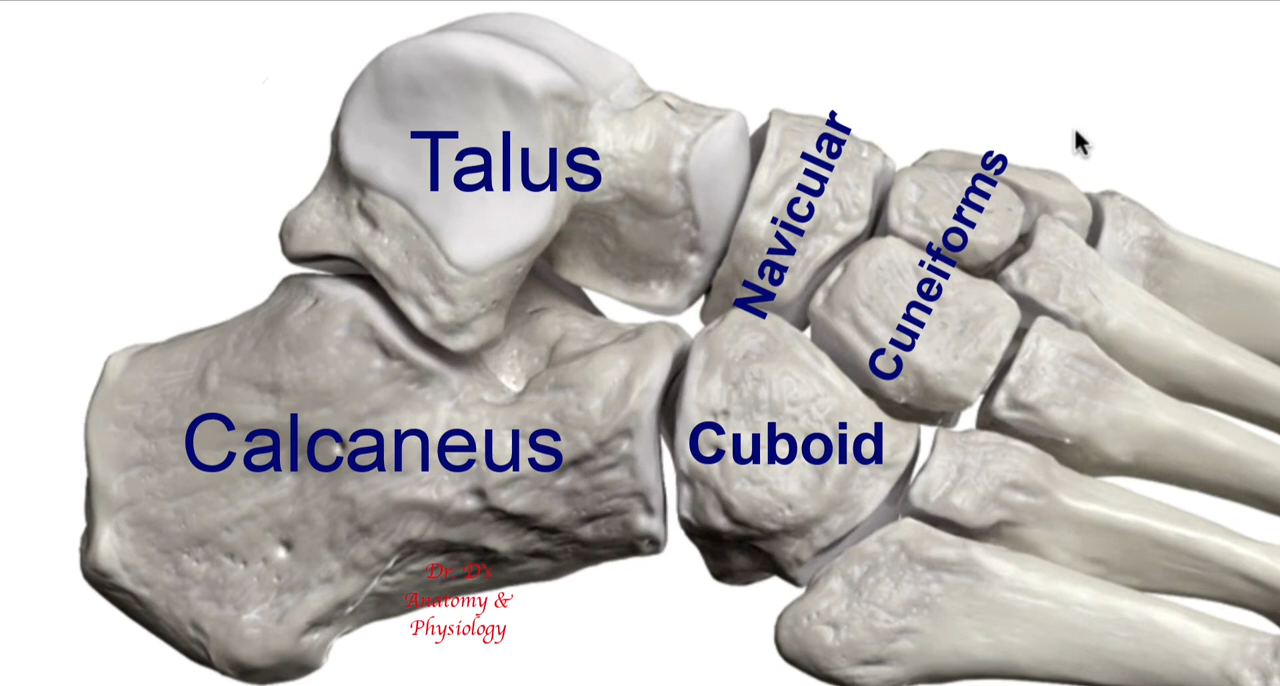 Talus
Navicular
Cuneiforms
Calcaneus
Cuboid
Dr. D's
Anatomy &
Physiology